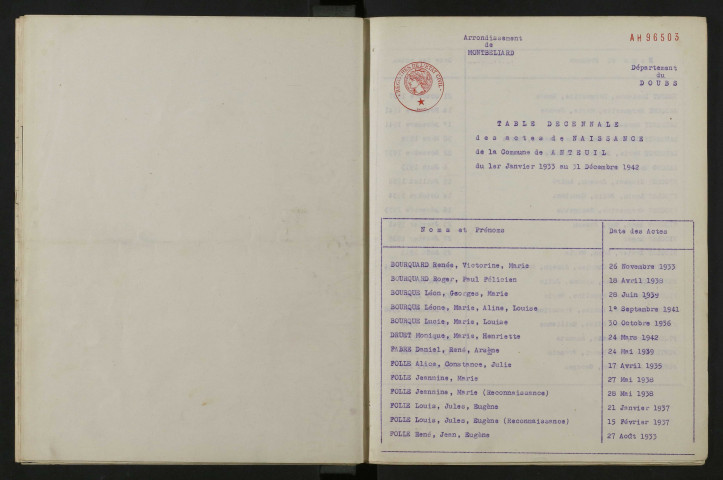 Arrondissement
de
MONTBELIARD
AH 96503
Département
du
DOUBS
TABLE DECENNALE
des actes de NAISSANCE
de la Commune de ANTEUIL
du 1er Janvier 1933 au 31 Décembre 1942
Noms et Prénoms Date des Actes
BOURQUARD Renée, Victorine, Marie 26 Novembre 1933
BOURQUARD Roger, Paul Félicien 18 Avril 1938
BOURQUE Léon, Georges, Marie 28 Juin 1939
BOURQUE Léone, Marie, Aline, Louise 1e Septembre 1941
BOURQUE Lucie, Marie, Louise 30 Octobre 1936
DRUET Monique, Marie, Henriette 24 Mars 1942
Daniel, René, 24 Mai 1939
FOLLE Alice, Constance, Julie 17 Avril 1935
FOLLE Jeannine, Marie 27 Mai 1938
FOLLE Jeannine, Marie (Reconnaissance) 28 Mai 1938
FOLLE Louis, Jules, Eugène 21 Janvier 1937
FOLLE Louis, Jules, Eugène (Reconnaissance) 15 Février 1937
FOLLE René, Jean, Eugène 27 Août 1933